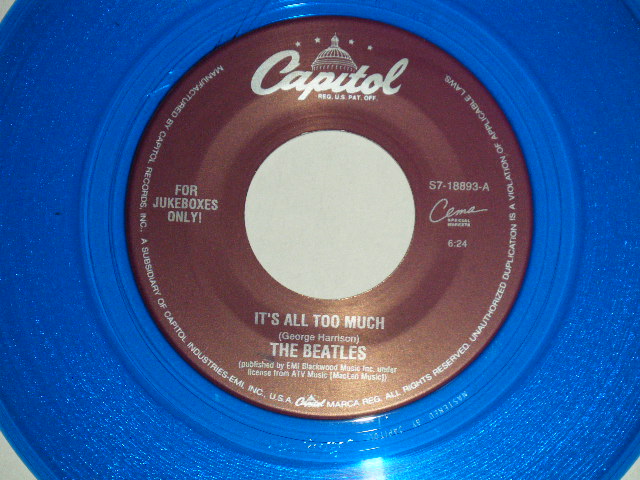 Capitol
REG. U.S. PAT. OFF.
FOR
JUKEBOXES
ONLY!
S7-18893-A
Cema
SPECIAL
MARKETS
6:24
IT'S ALL TOO MUCH
(George Harrison)
THE BEATLES
(published by EMI Blackwood Music Inc. under
license from ATV Music [MacLen Music])
MANUFACTURED BY CAPITOL RECORDS, INC., A SUBSIDIARY OF CAPITOL INDUSTRIES-EMI, INC., U.S.A. Capitol MARCA REG. ALL RIGHTS RESERVED. UNAUTHORIZED DUPLICATION IS A VIOLATION OF APPLICABLE LAWS.
MASTERED BY CAPITOL